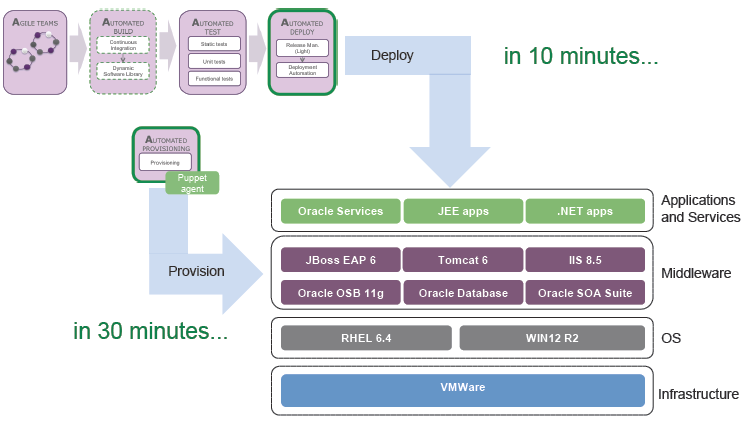 AGILE TEAMS
AUTOMATED
BUILD
Continuous
Integration
Dynamic
Software Library
AUTOMATED
TEST
Static tests
Unit tests
Functional tests
AUTOMATED
DEPLOY
Release Man.
(Light)
Deployment
Automation
Deploy
in 10 minutes...
AUTOMATED
PROVISIONING
Provisioning
Puppet
agent
Provision
in 30 minutes...
Oracle Services
JEE apps
.NET apps
Applications
and Services
JBoss EAP 6
Tomcat 6
IIS 8.5
Oracle OSB 11g
Oracle Database
Oracle SOA Suite
Middleware
RHEL 6.4
WIN12 R2
OS
VMWare
Infrastructure